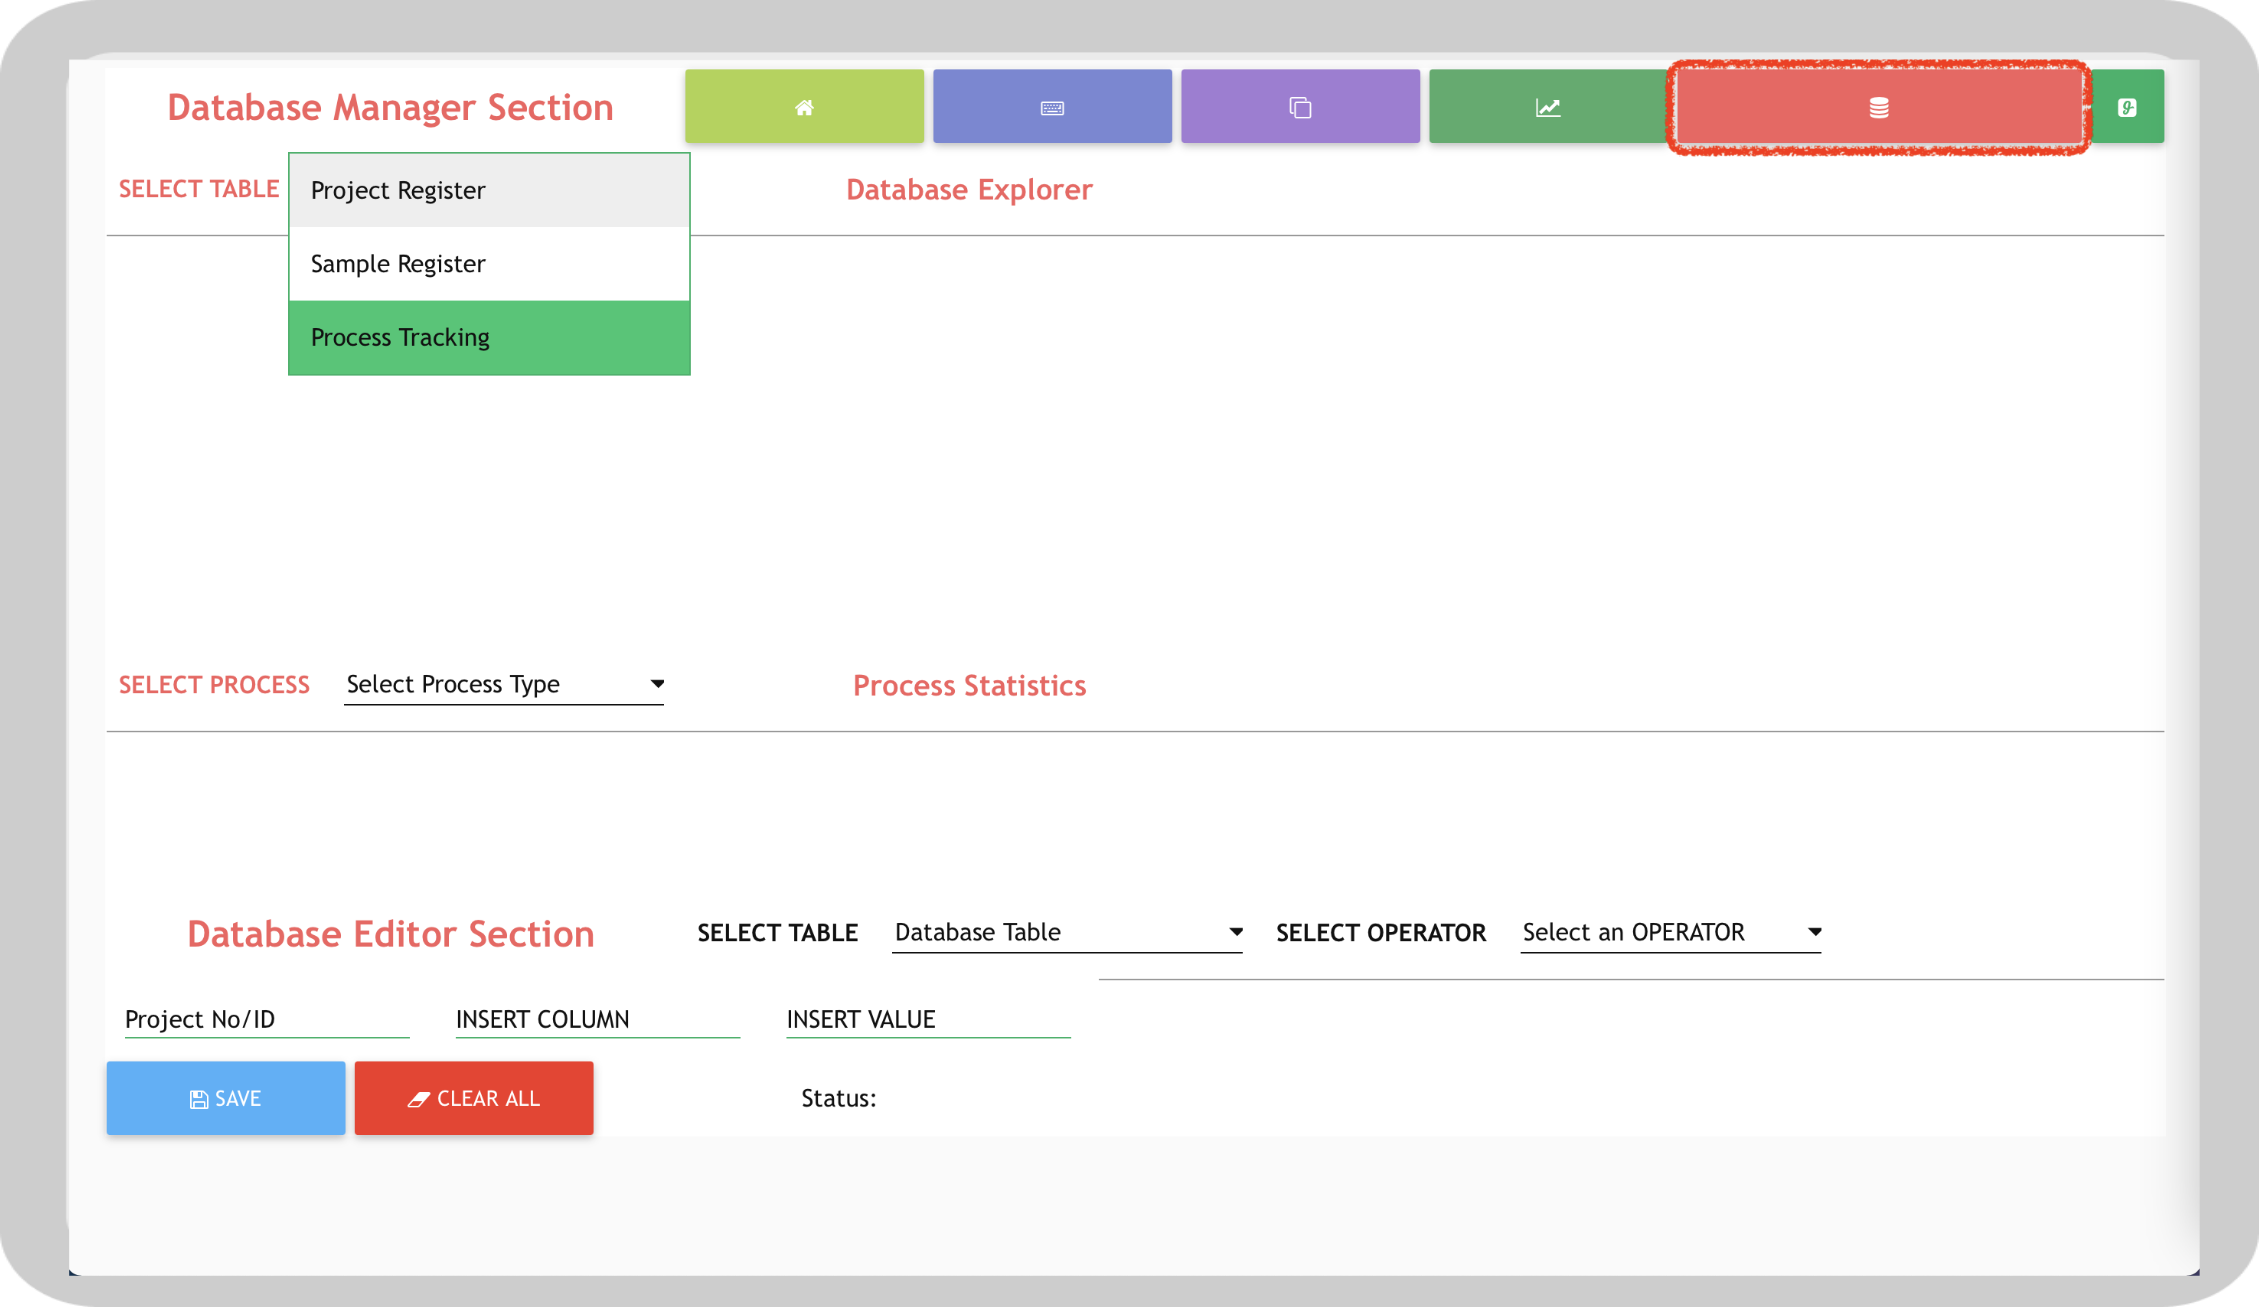 Database Manager Section
SELECT TABLE
Project Register
Sample Register
Process Tracking
Database Explorer
SELECT PROCESS
Select Process Type
Process Statistics
Database Editor Section
SELECT TABLE
Database Table
SELECT OPERATOR
Select an OPERATOR
Project No/ID
INSERT COLUMN
INSERT VALUE
SAVE
CLEAR ALL
Status: